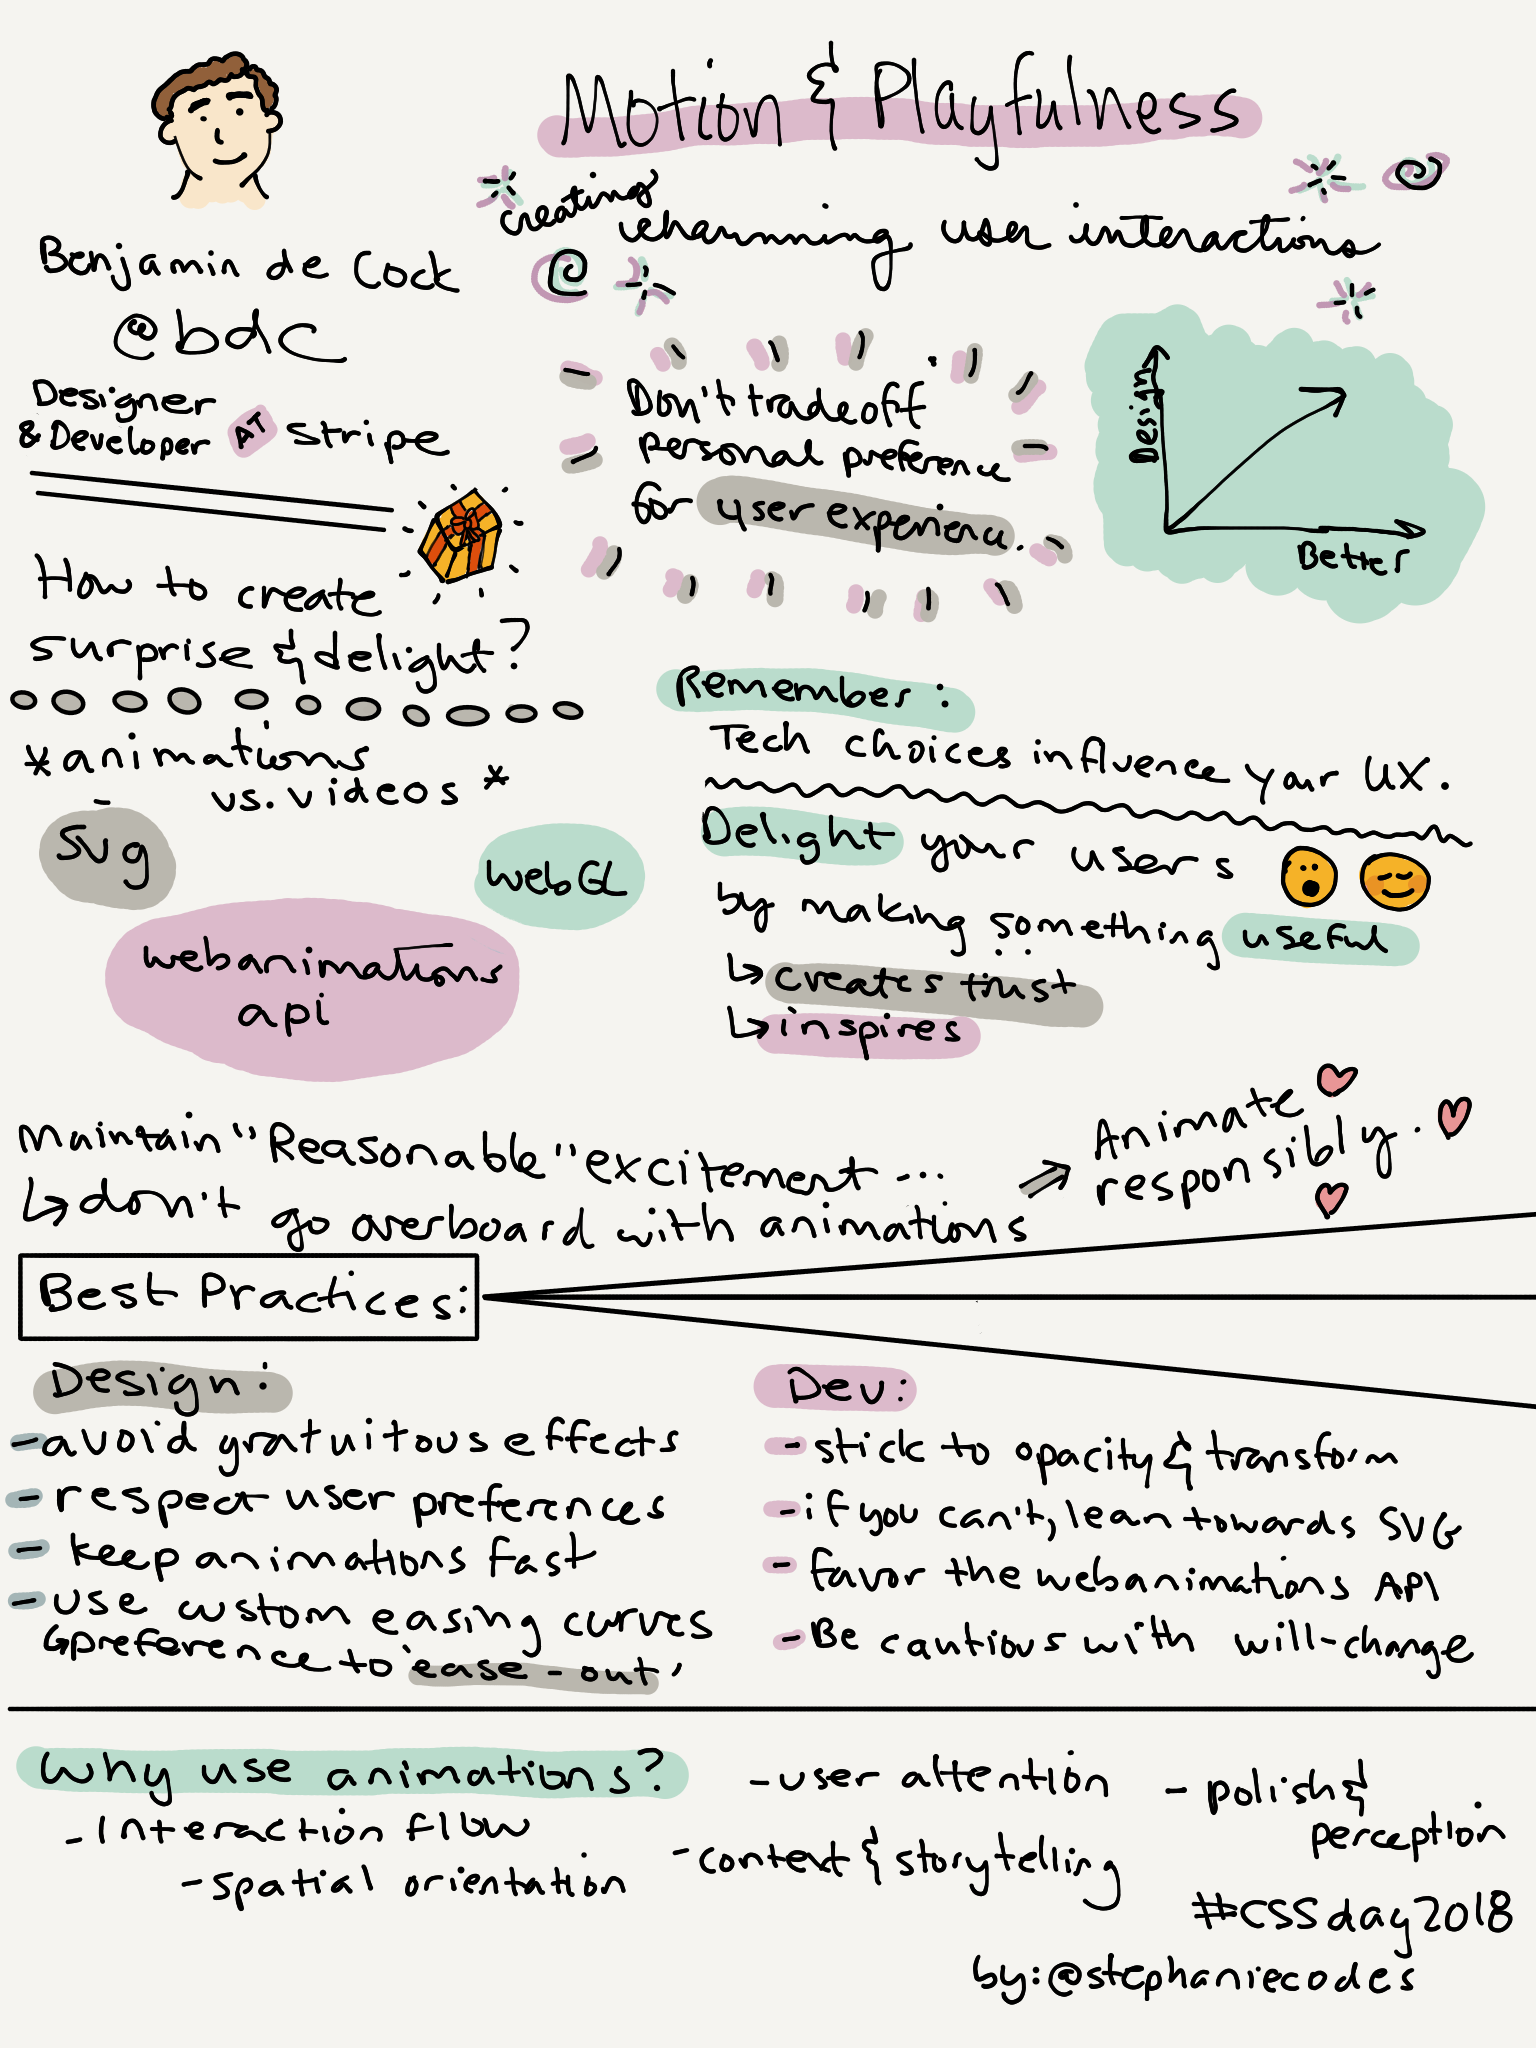 Motion & Playfulness
creating
charming user interactions
Benjamin de Cock
@bdc
Designer
& Developer AT Stripe
Don't tradeoff
personal preference
for user experience.
Design
Better
How to create
surprise & delight?
*animations
vs. videos *
svg
webGL
webanimations
api
Remember:
Tech choices influence your UX.
Delight your users
by making something useful
↳ creates trust
↳ inspires
Maintain "Reasonable" excitement ...
↳ don't go overboard with animations
⇒ Animate
responsibly.
Best Practices:
Design:
- avoid gratuitous effects
- respect user preferences
- keep animations fast
- use custom easing curves
↳ preference to 'ease-out'
Dev:
- stick to opacity & transform
- if you can't, lean towards SVG
- favor the webanimations API
- Be cautious with will-change
Why use animations?
- Interaction flow
- spatial orientation
- user attention
- context & storytelling
- polish &
perception
#CSSday2018
by: @stephaniecodes